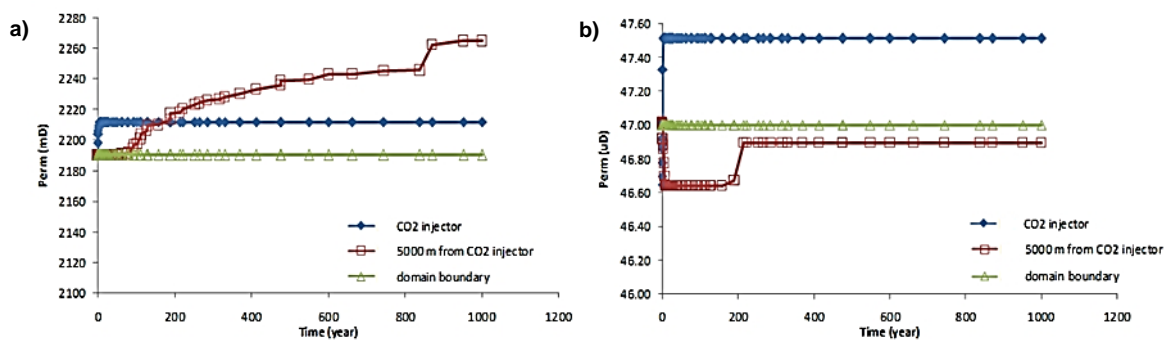 a)
2280
2260
2240
2220
2200
2180
2160
2140
2120
2100
Perm (mD)
0
200
400
600
800
1000
1200
Time (year)
CO2 injector
5000 m from CO2 injector
domain boundary
b)
47.60
47.40
47.20
47.00
46.80
46.60
46.40
46.20
46.00
Perm (uD)
0
200
400
600
800
1000
1200
Time (year)
CO2 injector
5000 m from CO2 injector
domain boundary